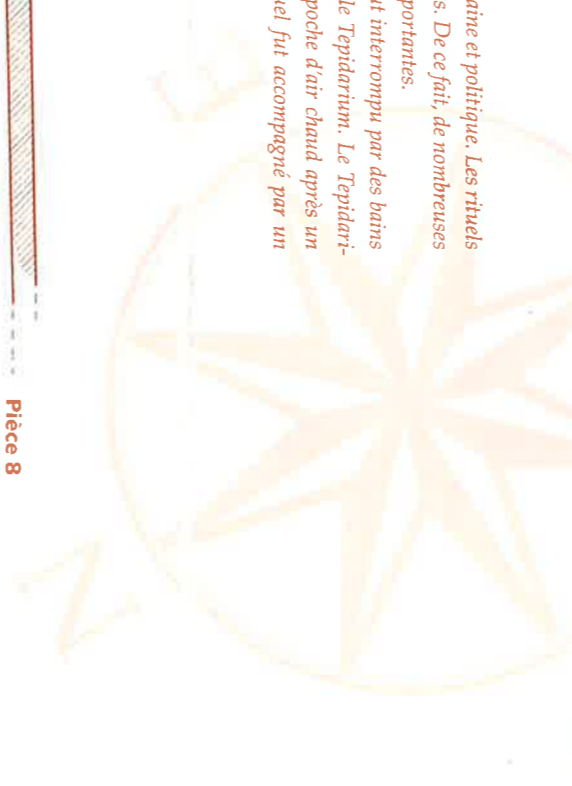 aine et politique. Les rituels
s. De ce fait, de nombreuses
portantes.
ut interrompu par des bains
le Tepidarium. Le Tepidari-
poche d'air chaud après un
uel fut accompagné par un
Pièce 8
E
N